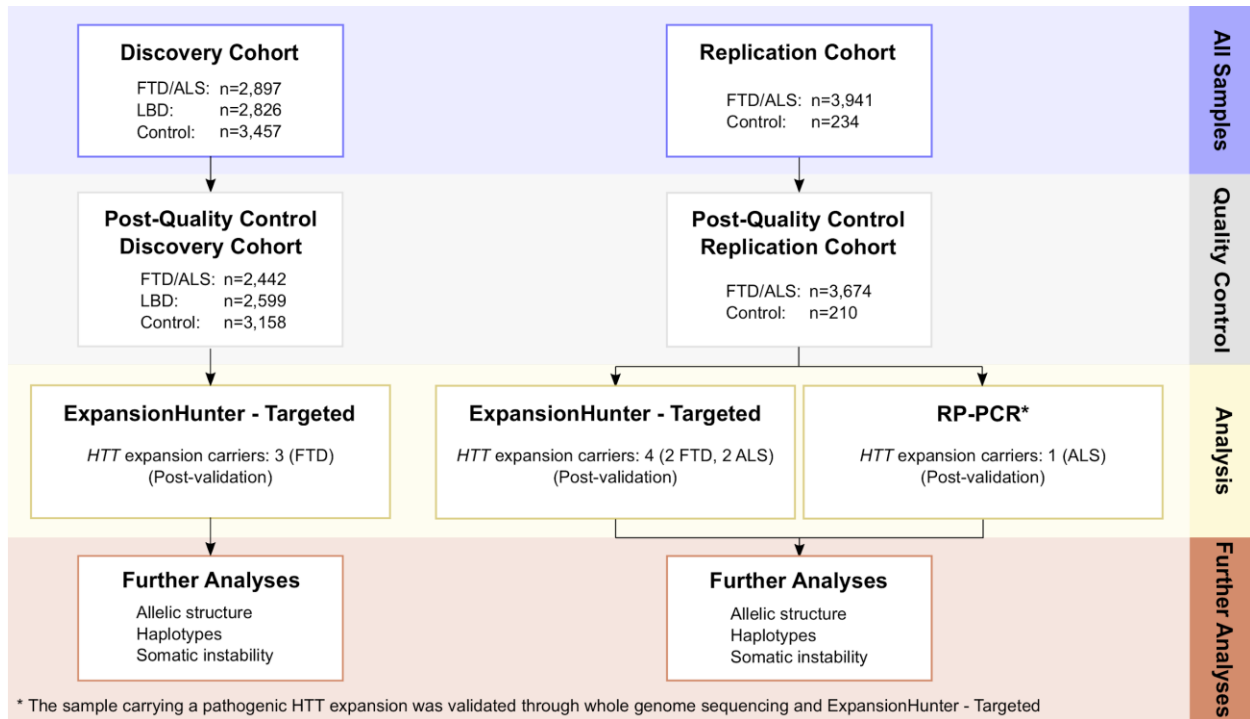 Discovery Cohort
FTD/ALS: n=2,897
LBD: n=2,826
Control: n=3,457
Replication Cohort
FTD/ALS: n=3,941
Control: n=234
All Samples
Post-Quality Control
Discovery Cohort
FTD/ALS: n=2,442
LBD: n=2,599
Control: n=3,158
Post-Quality Control
Replication Cohort
FTD/ALS: n=3,674
Control: n=210
Quality Control
ExpansionHunter - Targeted
HTT expansion carriers: 3 (FTD)
(Post-validation)
ExpansionHunter - Targeted
HTT expansion carriers: 4 (2 FTD, 2 ALS)
(Post-validation)
RP-PCR*
HTT expansion carriers: 1 (ALS)
(Post-validation)
Analysis
Further Analyses
Allelic structure
Haplotypes
Somatic instability
Further Analyses
Allelic structure
Haplotypes
Somatic instability
Further Analyses
* The sample carrying a pathogenic HTT expansion was validated through whole genome sequencing and ExpansionHunter - Targeted